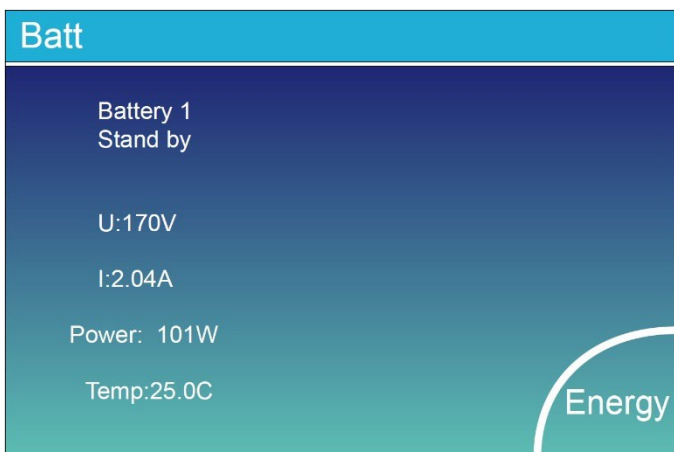 Batt
Battery 1
Stand by
U:170V
I:2.04A
Power: 101W
Temp:25.0C
Energy